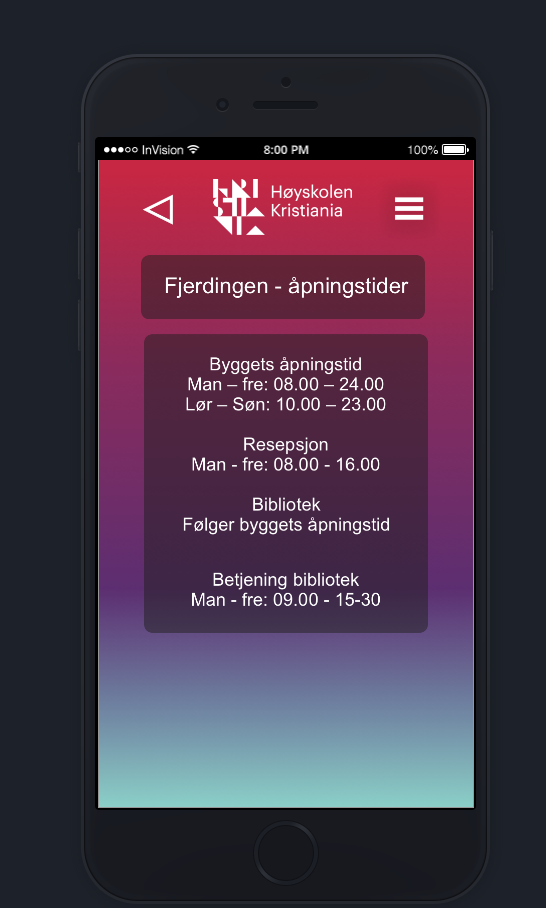 InVision
8:00 PM
100%
Høyskolen
Kristiania
Fjerdingen - åpningstider
Byggets åpningstid
Man – fre: 08.00 – 24.00
Lør – Søn: 10.00 – 23.00
Resepsjon
Man - fre: 08.00 - 16.00
Bibliotek
Følger byggets åpningstid
Betjening bibliotek
Man - fre: 09.00 - 15-30